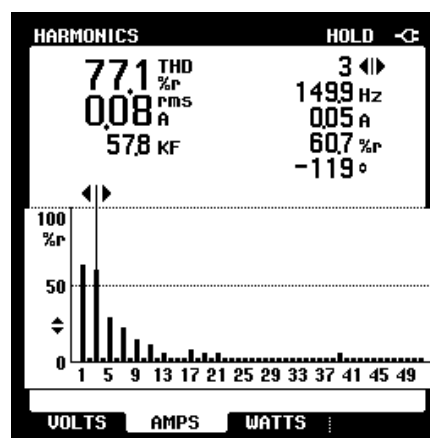 HARMONICS HOLD
77.1 THD %r
0.08 rms A
57.8 KF
3
149.9 Hz
0.05 A
60.7 %r
-119 °
100
%r
50
0
1 5 9 13 17 21 25 29 33 37 41 45 49
VOLTS AMPS WATTS